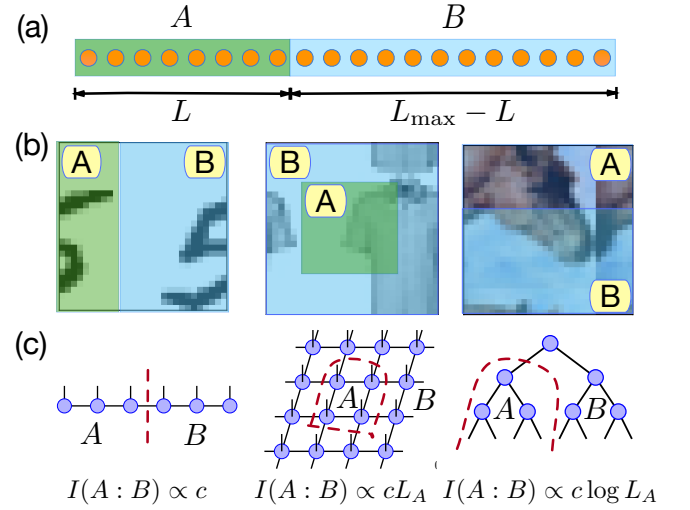 A B
(a)
L L_max − L
(b)
A B B A A B
(c)
A B A B A B
I(A : B) ∝ c I(A : B) ∝ cL_A I(A : B) ∝ c log L_A